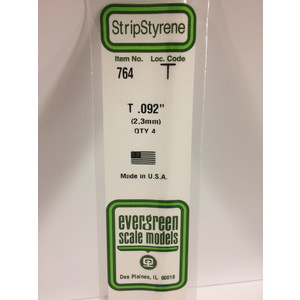 StripStyrene
Item No. Loc. Code
764 T
T .092"
(2.3mm)
QTY 4
Made in U.S.A.
evergreen
scale models
Des Plaines, IL 60018